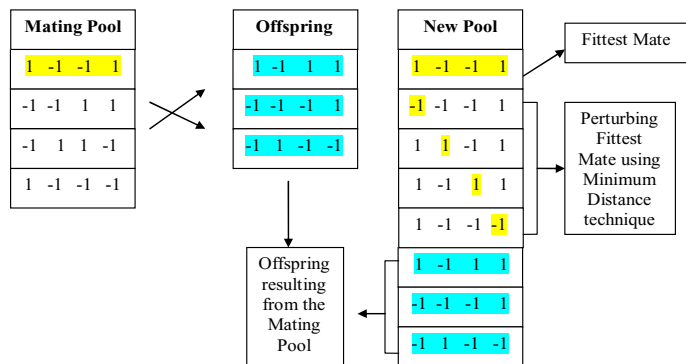 Mating Pool
1 -1 -1 1
-1 -1 1 1
-1 1 1 -1
1 -1 -1 -1
Offspring
1 -1 1 1
-1 -1 -1 1
-1 1 -1 -1
New Pool
1 -1 -1 1
-1 -1 -1 1
1 1 -1 1
1 -1 1 1
1 -1 -1 -1
1 -1 1 1
-1 -1 -1 1
-1 1 -1 -1
Fittest Mate
Perturbing
Fittest
Mate using
Minimum
Distance
technique
Offspring
resulting
from the
Mating
Pool